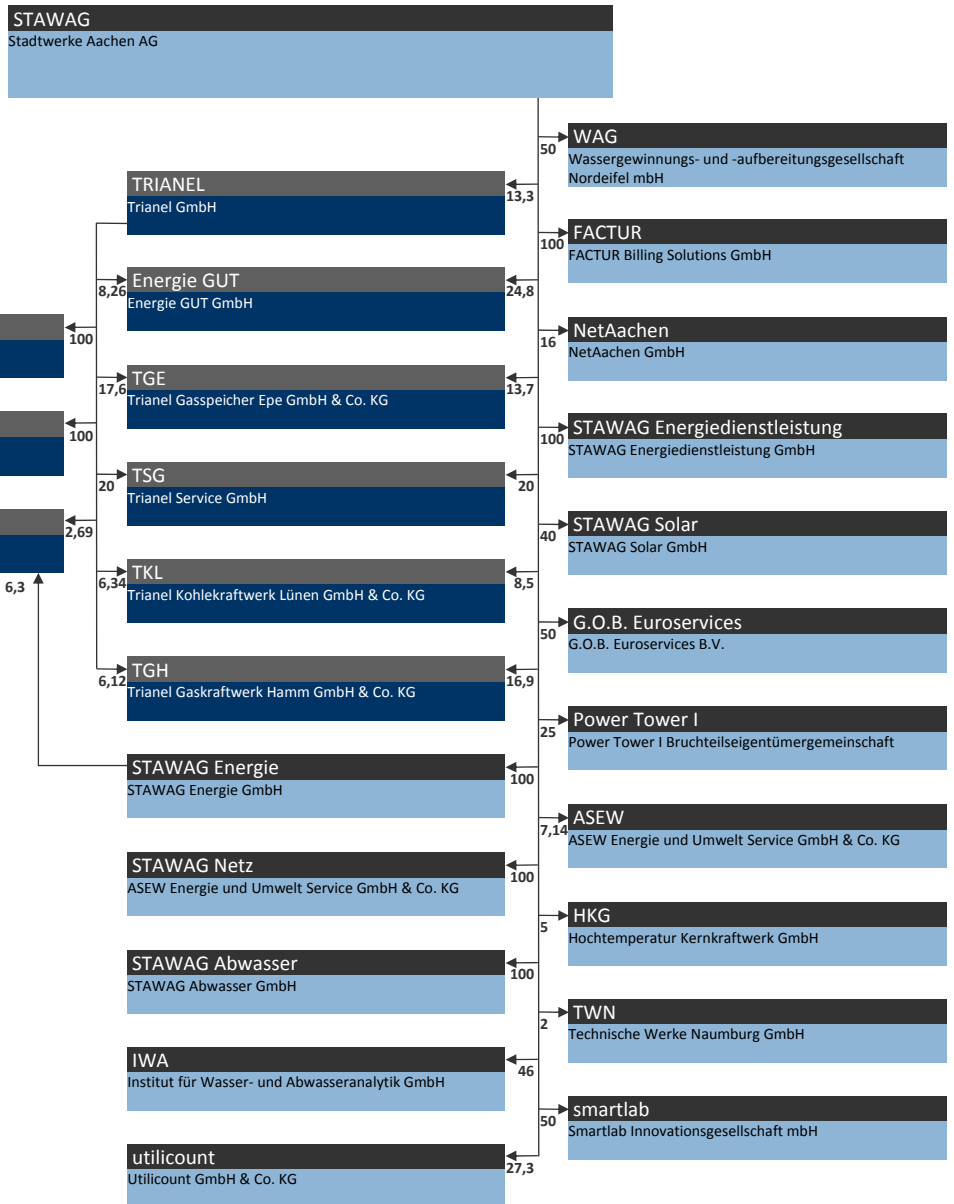 STAWAG
Stadtwerke Aachen AG
WAG
50
Wassergewinnungs- und -aufbereitungsgesellschaft
Nordeifel mbH
TRIANEL
13,3
Trianel GmbH
FACTUR
100
FACTUR Billing Solutions GmbH
Energie GUT
8,26
24,8
Energie GUT GmbH
100
NetAachen
16
NetAachen GmbH
TGE
17,6
13,7
Trianel Gasspeicher Epe GmbH & Co. KG
100
STAWAG Energiedienstleistung
100
STAWAG Energiedienstleistung GmbH
TSG
20
20
Trianel Service GmbH
2,69
STAWAG Solar
40
STAWAG Solar GmbH
TKL
6,3
6,34
8,5
Trianel Kohlekraftwerk Lünen GmbH & Co. KG
G.O.B. Euroservices
50
G.O.B. Euroservices B.V.
TGH
6,12
16,9
Trianel Gaskraftwerk Hamm GmbH & Co. KG
Power Tower I
25
Power Tower I Bruchteilseigentümergemeinschaft
STAWAG Energie
100
STAWAG Energie GmbH
ASEW
7,14
ASEW Energie und Umwelt Service GmbH & Co. KG
STAWAG Netz
100
ASEW Energie und Umwelt Service GmbH & Co. KG
HKG
5
Hochtemperatur Kernkraftwerk GmbH
STAWAG Abwasser
100
STAWAG Abwasser GmbH
TWN
2
Technische Werke Naumburg GmbH
IWA
46
Institut für Wasser- und Abwasseranalytik GmbH
smartlab
50
Smartlab Innovationsgesellschaft mbH
utilicount
27,3
Utilicount GmbH & Co. KG